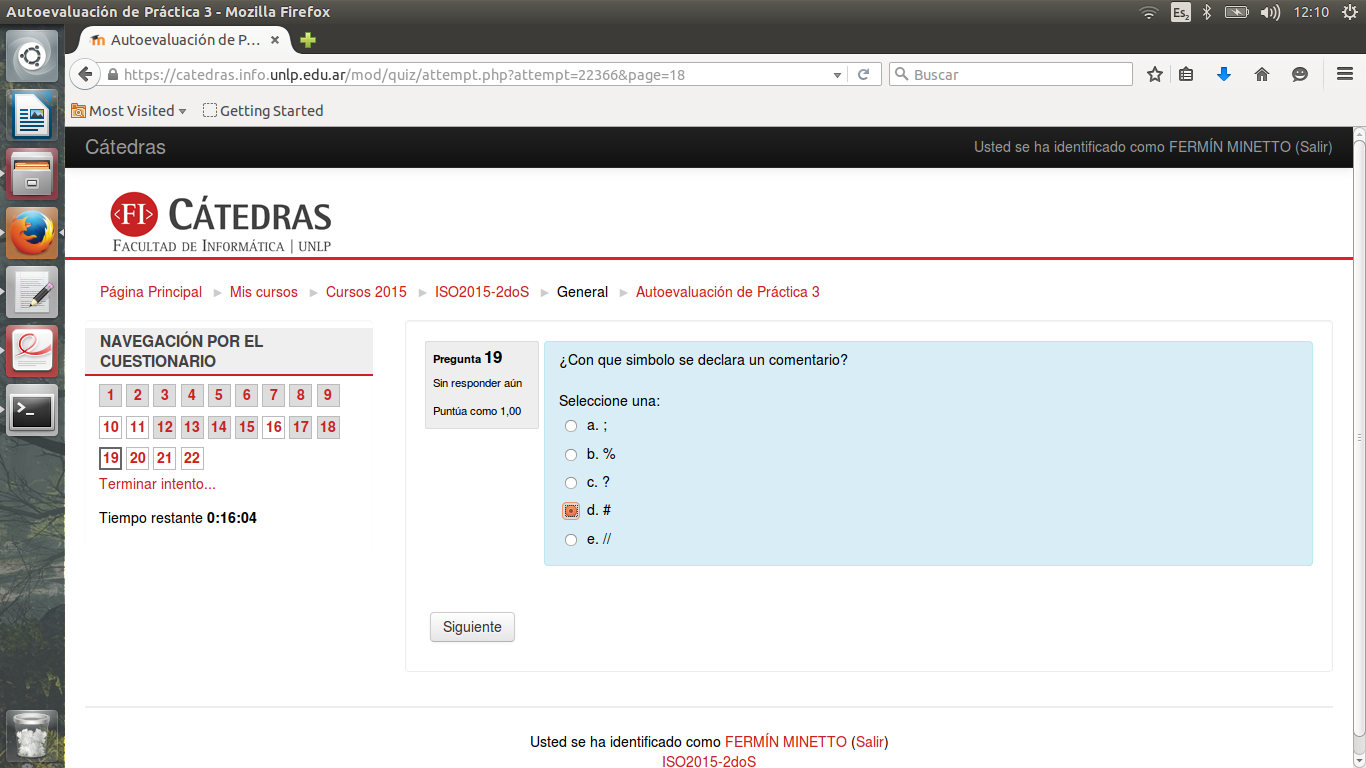 Autoevaluación de Práctica 3 - Mozilla Firefox
Es2
12:10
Autoevaluación de P...
https://catedras.info.unlp.edu.ar/mod/quiz/attempt.php?attempt=22366&page=18
Buscar
Most Visited
Getting Started
Cátedras
Usted se ha identificado como FERMÍN MINETTO (Salir)
<FI> CÁTEDRAS
FACULTAD DE INFORMÁTICA | UNLP
Página Principal ► Mis cursos ► Cursos 2015 ► ISO2015-2doS ► General ► Autoevaluación de Práctica 3
NAVEGACIÓN POR EL
CUESTIONARIO
1 2 3 4 5 6 7 8 9
10 11 12 13 14 15 16 17 18
19 20 21 22
Terminar intento...
Tiempo restante 0:16:04
Pregunta 19
Sin responder aún
Puntúa como 1,00
¿Con que simbolo se declara un comentario?
Seleccione una:
a. ;
b. %
c. ?
d. #
e. //
Siguiente
Usted se ha identificado como FERMÍN MINETTO (Salir)
ISO2015-2doS